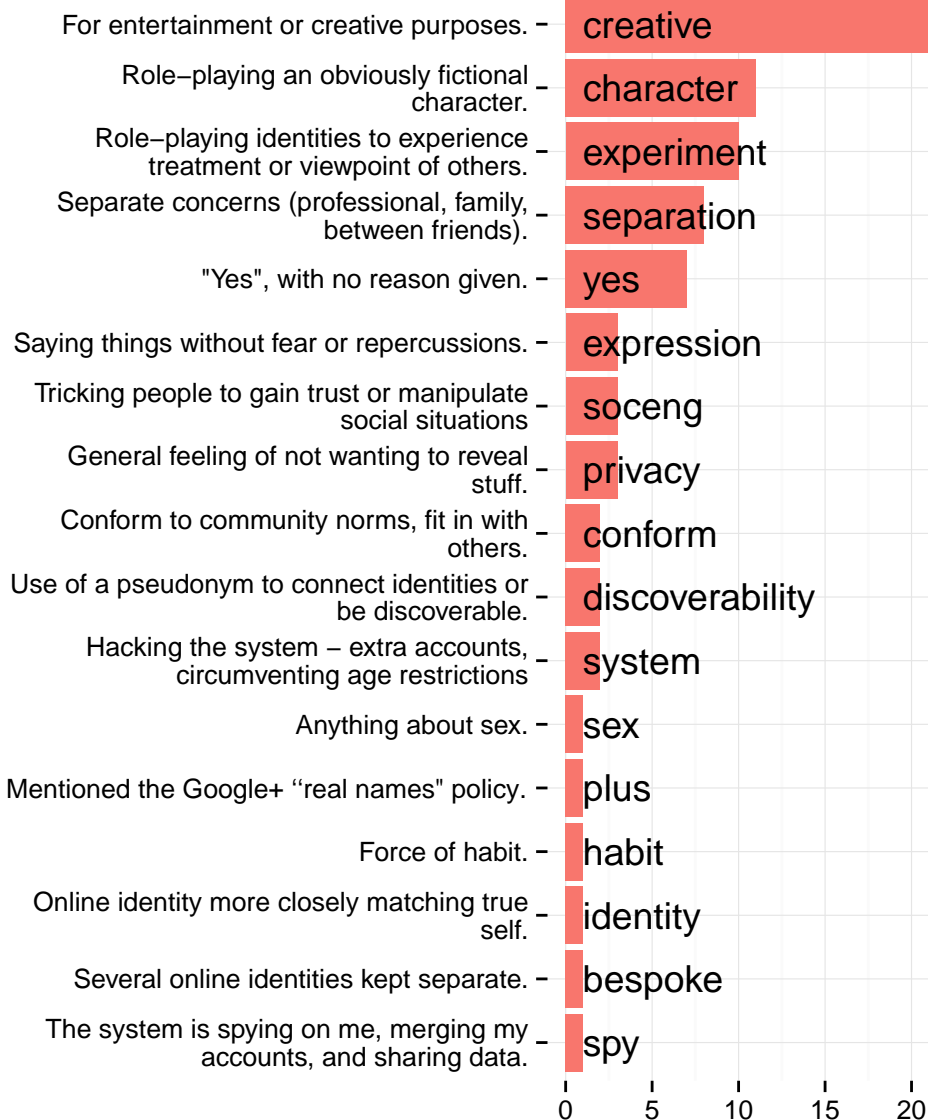 For entertainment or creative purposes.
creative
Role−playing an obviously fictional
character.
character
Role−playing identities to experience
treatment or viewpoint of others.
experiment
Separate concerns (professional, family,
between friends).
separation
"Yes", with no reason given.
yes
Saying things without fear or repercussions.
expression
Tricking people to gain trust or manipulate
social situations
soceng
General feeling of not wanting to reveal
stuff.
privacy
Conform to community norms, fit in with
others.
conform
Use of a pseudonym to connect identities or
be discoverable.
discoverability
Hacking the system − extra accounts,
circumventing age restrictions
system
Anything about sex.
sex
Mentioned the Google+ ‘‘real names" policy.
plus
Force of habit.
habit
Online identity more closely matching true
self.
identity
Several online identities kept separate.
bespoke
The system is spying on me, merging my
accounts, and sharing data.
spy
0 5 10 15 20